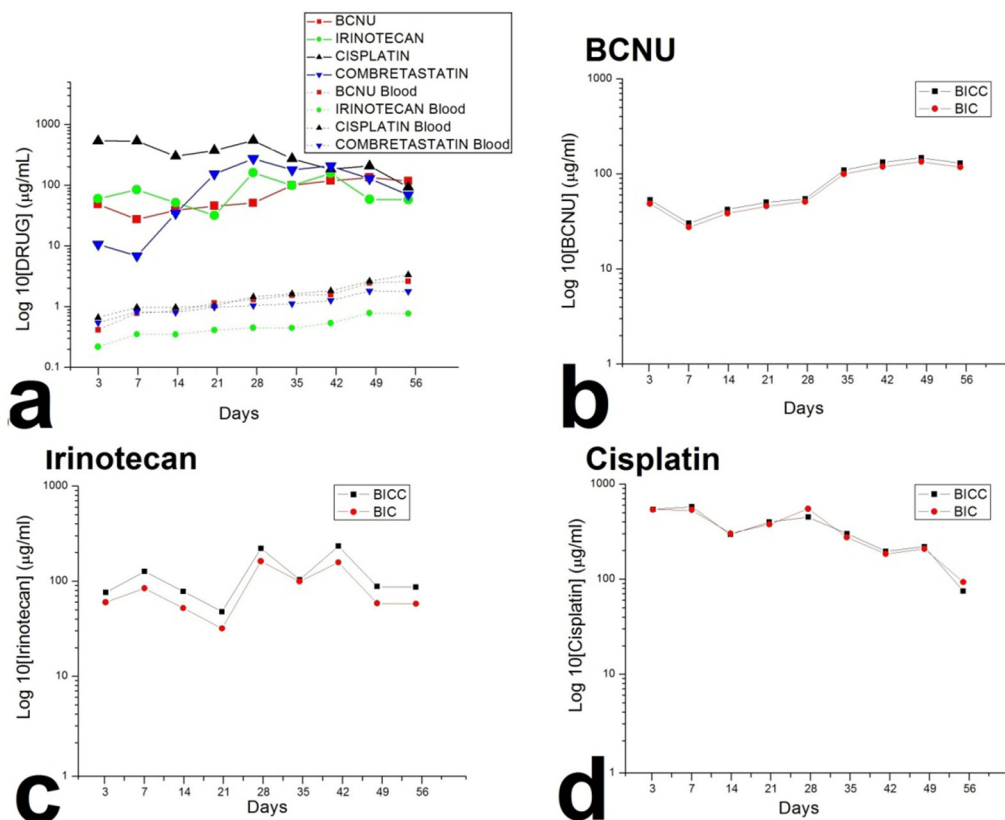 BCNU
IRINOTECAN
CISPLATIN
COMBRETASTATIN
BCNU Blood
IRINOTECAN Blood
CISPLATIN Blood
COMBRETASTATIN Blood
Log 10[DRUG] (μg/mL)
1000
100
10
1
0.1
3 7 14 21 28 35 42 49 56
Days
a
BCNU
BICC
BIC
Log 10[BCNU] (μg/ml)
1000
100
10
1
3 7 14 21 28 35 42 49 56
Days
b
Irinotecan
BICC
BIC
Log 10[Irinotecan] (μg/ml)
1000
100
10
1
3 7 14 21 28 35 42 49 56
Days
c
Cisplatin
BICC
BIC
Log 10[Cisplatin] (μg/ml)
1000
100
10
1
3 7 14 21 28 35 42 49 56
Days
d